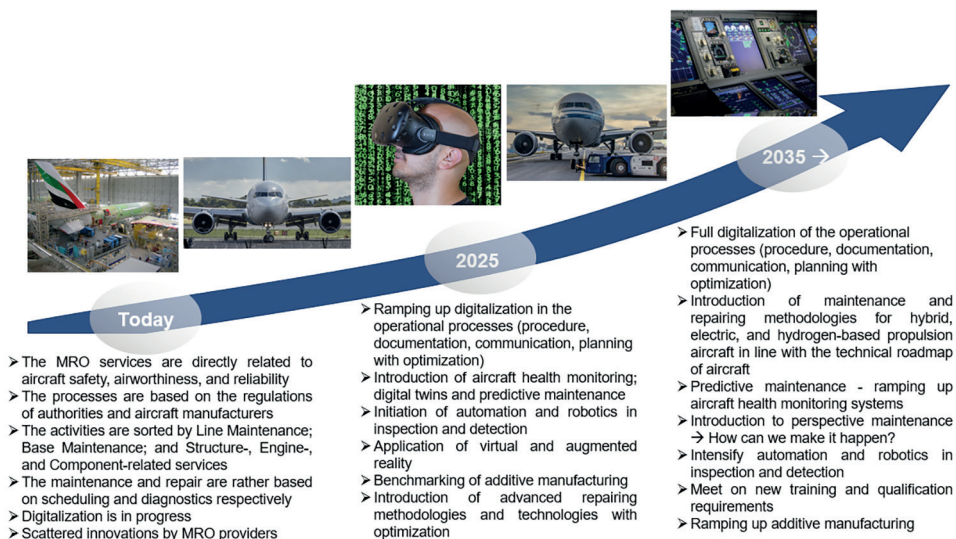 Today
➢ The MRO services are directly related to
aircraft safety, airworthiness, and reliability
➢ The processes are based on the regulations
of authorities and aircraft manufacturers
➢ The activities are sorted by Line Maintenance;
Base Maintenance; and Structure-, Engine-,
and Component-related services
➢ The maintenance and repair are rather based
on scheduling and diagnostics respectively
➢ Digitalization is in progress
➢ Scattered innovations by MRO providers
2025
➢ Ramping up digitalization in the
operational processes (procedure,
documentation, communication, planning
with optimization)
➢ Introduction of aircraft health monitoring;
digital twins and predictive maintenance
➢ Initiation of automation and robotics in
inspection and detection
➢ Application of virtual and augmented
reality
➢ Benchmarking of additive manufacturing
➢ Introduction of advanced repairing
methodologies and technologies with
optimization
2035 →
➢ Full digitalization of the operational
processes (procedure, documentation,
communication, planning with
optimization)
➢ Introduction of maintenance and
repairing methodologies for hybrid,
electric, and hydrogen-based propulsion
aircraft in line with the technical roadmap
of aircraft
➢ Predictive maintenance - ramping up
aircraft health monitoring systems
➢ Introduction to perspective maintenance
→ How can we make it happen?
➢ Intensify automation and robotics in
inspection and detection
➢ Meet on new training and qualification
requirements
➢ Ramping up additive manufacturing